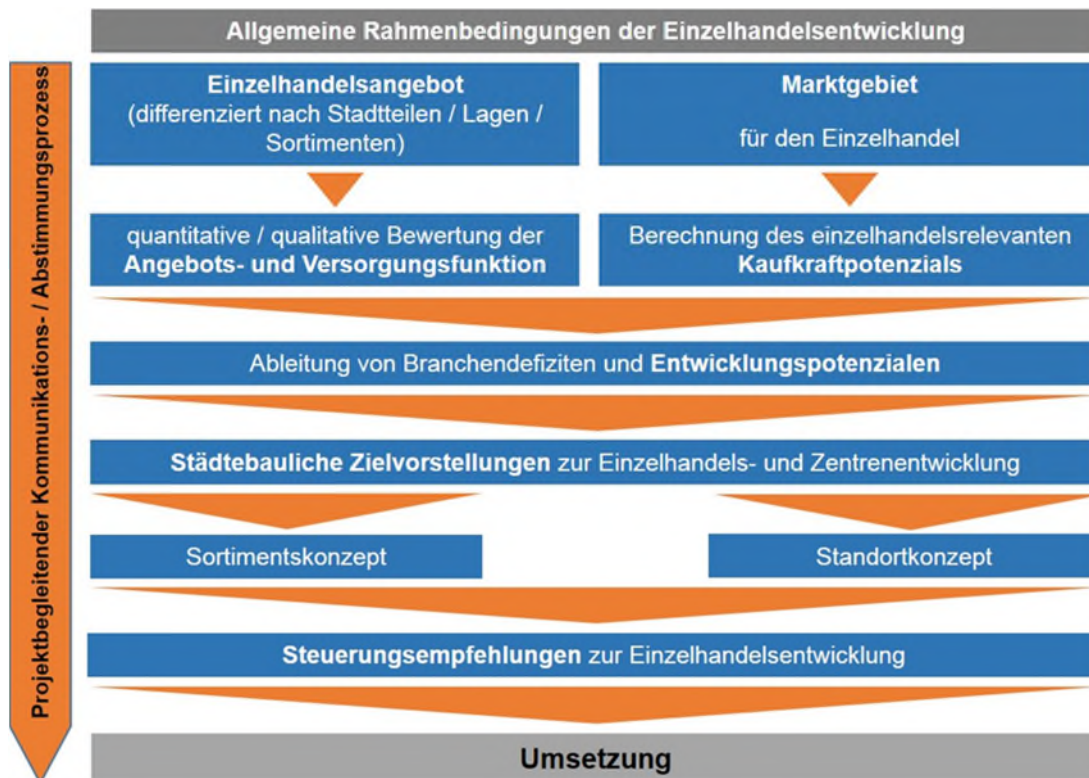 Allgemeine Rahmenbedingungen der Einzelhandelsentwicklung
Projektbegleitender Kommunikations- / Abstimmungsprozess
Einzelhandelsangebot
(differenziert nach Stadtteilen / Lagen /
Sortimenten)
Marktgebiet
für den Einzelhandel
quantitative / qualitative Bewertung der
Angebots- und Versorgungsfunktion
Berechnung des einzelhandelsrelevanten
Kaufkraftpotenzials
Ableitung von Branchendefiziten und Entwicklungspotenzialen
Städtebauliche Zielvorstellungen zur Einzelhandels- und Zentrenentwicklung
Sortimentskonzept
Standortkonzept
Steuerungsempfehlungen zur Einzelhandelsentwicklung
Umsetzung